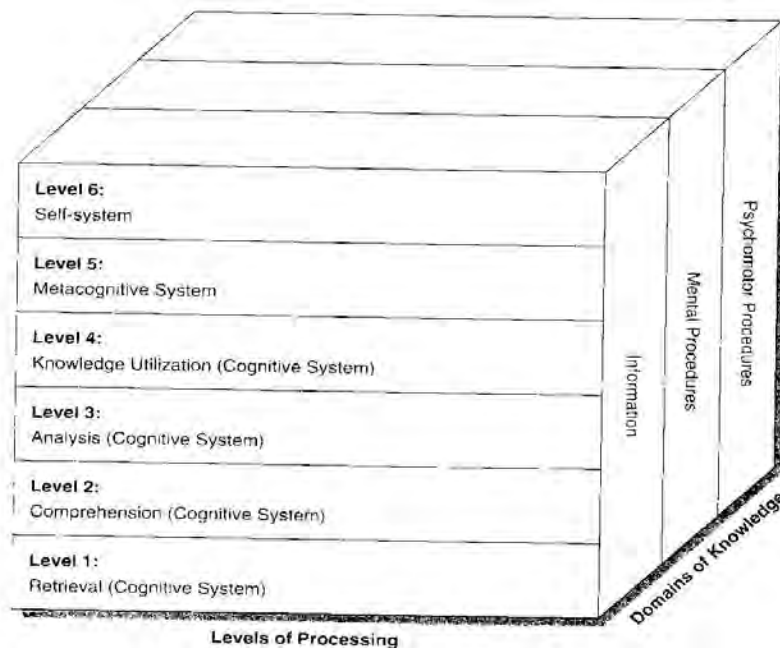 Level 6:
Self-system
Level 5:
Metacognitive System
Level 4:
Knowledge Utilization (Cognitive System)
Level 3:
Analysis (Cognitive System)
Level 2:
Comprehension (Cognitive System)
Level 1:
Retrieval (Cognitive System)
Information
Mental Procedures
Psychomotor Procedures
Levels of Processing
Domains of Knowledge